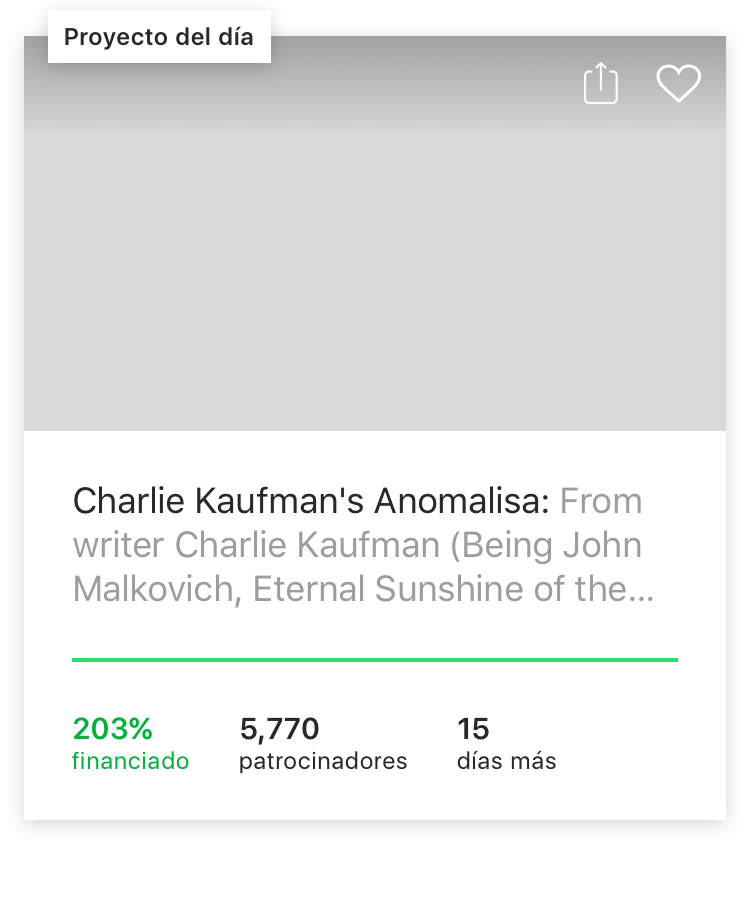 Proyecto del día
Charlie Kaufman's Anomalisa: From
writer Charlie Kaufman (Being John
Malkovich, Eternal Sunshine of the...
203%
financiado
5,770
patrocinadores
15
días más